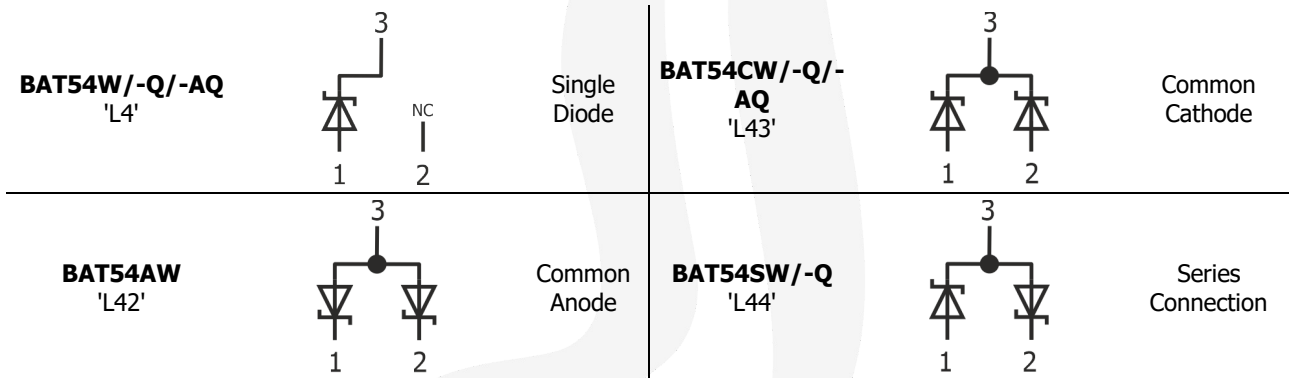 3
BAT54W/-Q/-AQ
'L4'
NC
1 2
Single
Diode
3
BAT54CW/-Q/-
AQ
'L43'
1 2
Common
Cathode
3
BAT54AW
'L42'
1 2
Common
Anode
3
BAT54SW/-Q
'L44'
1 2
Series
Connection